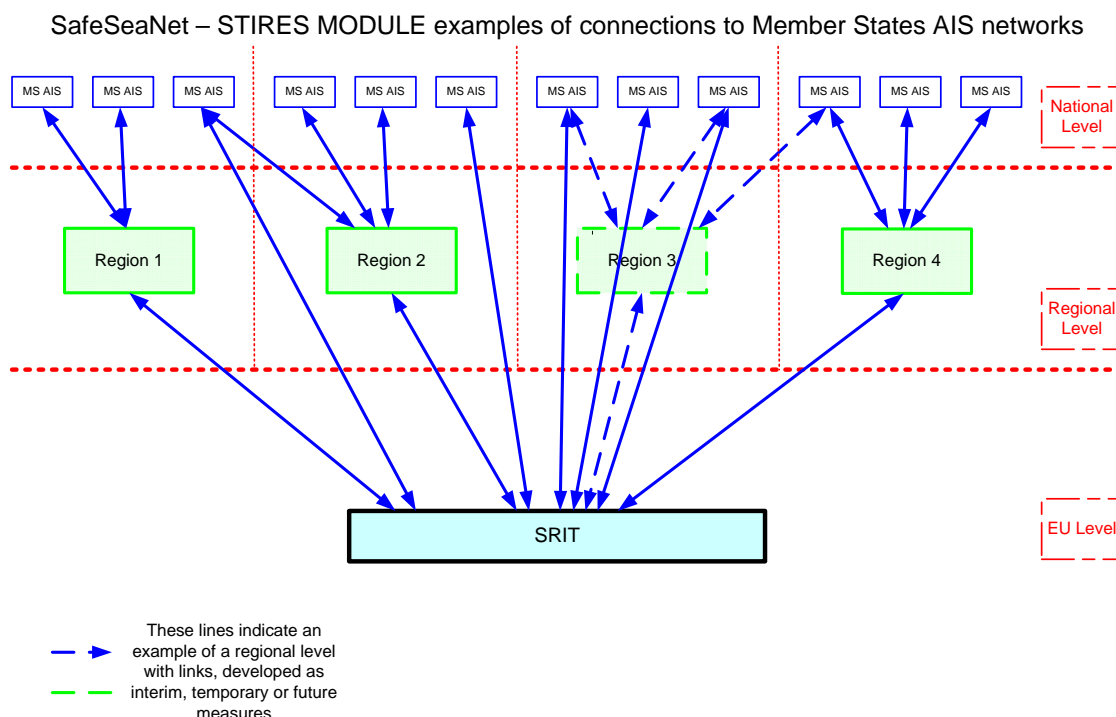 SafeSeaNet – STIRES MODULE examples of connections to Member States AIS networks
MS AIS MS AIS MS AIS MS AIS MS AIS MS AIS MS AIS MS AIS MS AIS MS AIS MS AIS MS AIS
National
Level
Region 1 Region 2 Region 3 Region 4
Regional
Level
SRIT
EU Level
These lines indicate an
example of a regional level
with links, developed as
interim, temporary or future
measures